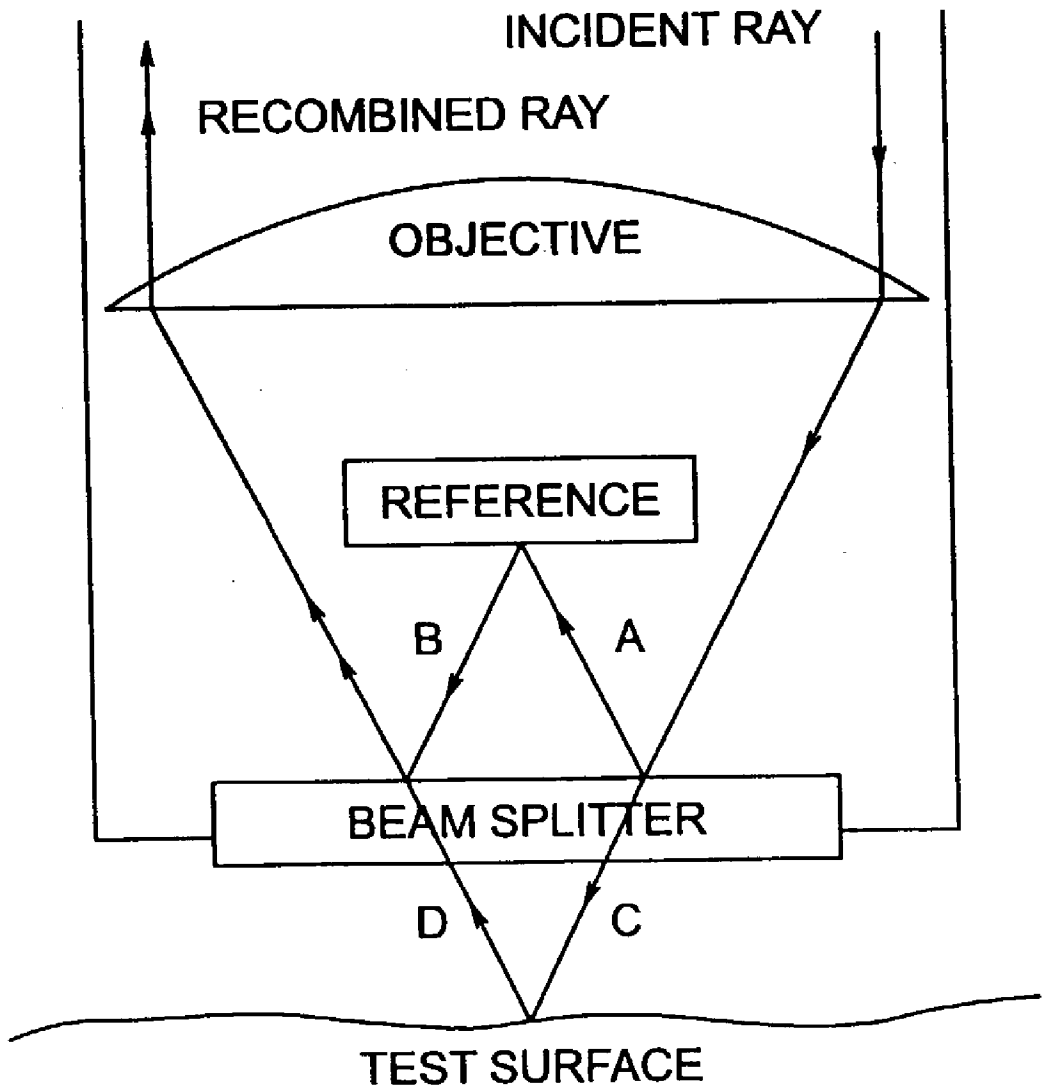 INCIDENT RAY
RECOMBINED RAY
OBJECTIVE
REFERENCE
B A
BEAM SPLITTER
D C
TEST SURFACE